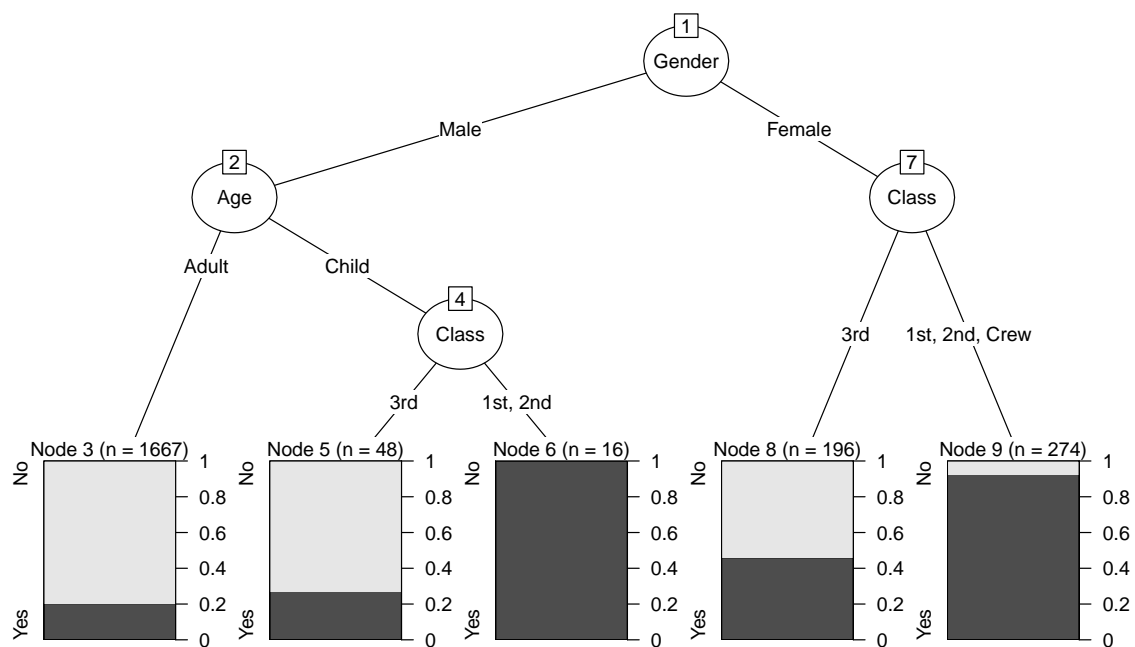 1
Gender
Male
Female
2
Age
7
Class
Adult
Child
4
Class
3rd
1st, 2nd
3rd
1st, 2nd, Crew
Node 3 (n = 1667)
No
Yes
1
0.8
0.6
0.4
0.2
0
Node 5 (n = 48)
No
Yes
1
0.8
0.6
0.4
0.2
0
Node 6 (n = 16)
No
Yes
1
0.8
0.6
0.4
0.2
0
Node 8 (n = 196)
No
Yes
1
0.8
0.6
0.4
0.2
0
Node 9 (n = 274)
No
Yes
1
0.8
0.6
0.4
0.2
0